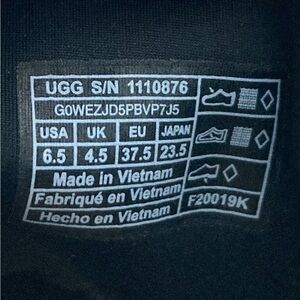 UGG S/N 1110876
G0WEZJD5PBVP7J5
USA UK EU JAPAN
6.5 4.5 37.5 23.5
Made in Vietnam
Fabriqué en Vietnam
Hecho en Vietnam
F20019K